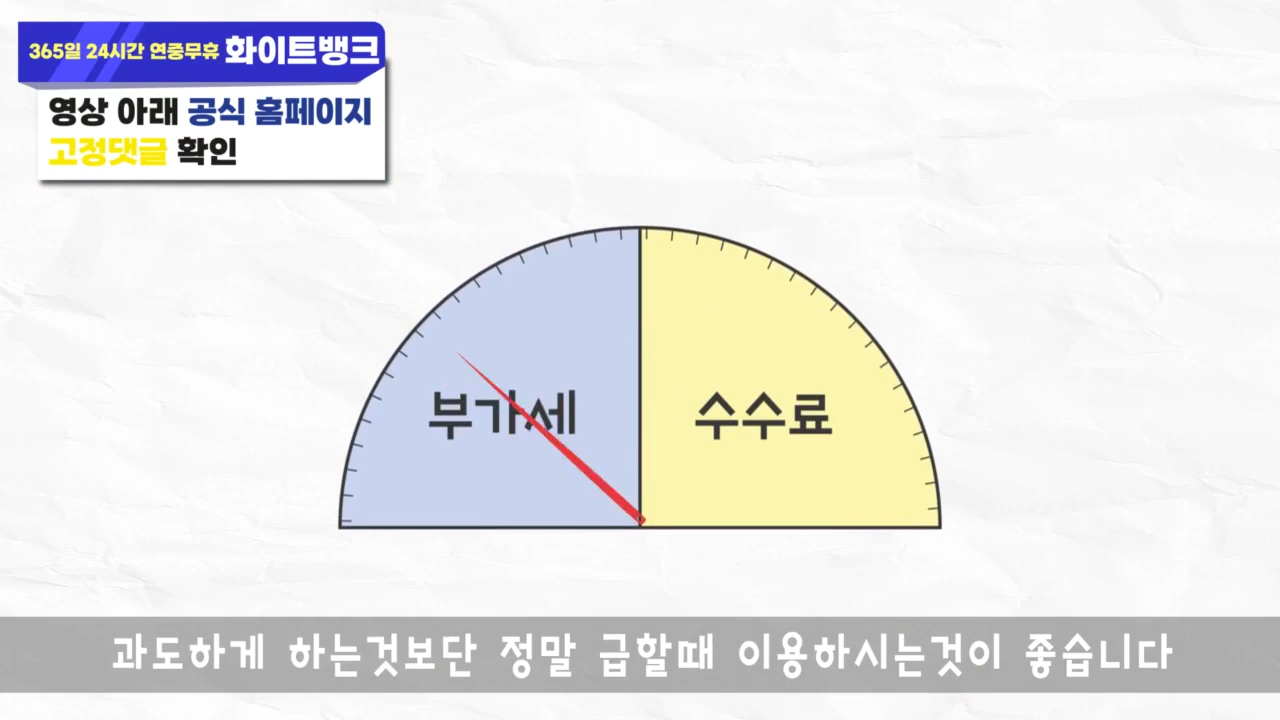 365일 24시간 연중무휴 화이트뱅크
영상 아래 공식 홈페이지
고정댓글 확인
부가세
수수료
과도하게 하는것보단 정말 급할때 이용하시는것이 좋습니다